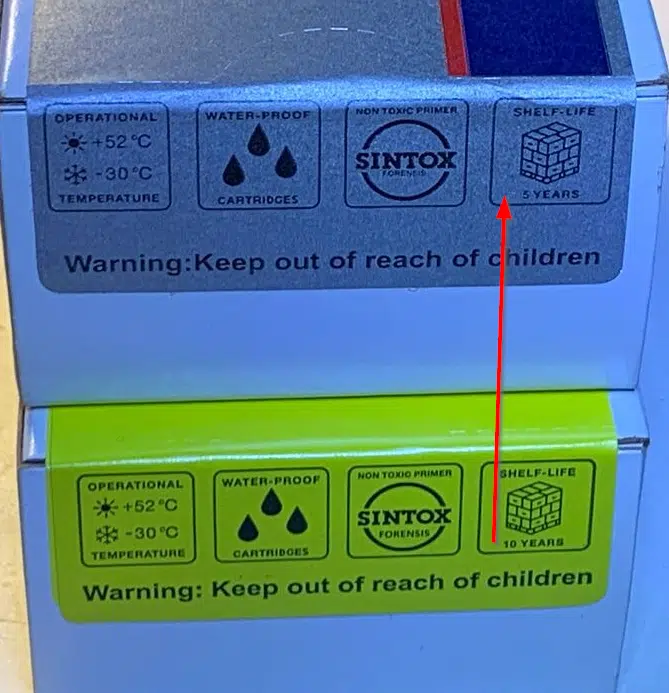 OPERATIONAL
+52 °C
-30 °C
TEMPERATURE
WATER-PROOF
CARTRIDGES
NON TOXIC PRIMER
SINTOX
FORENSIS
SHELF-LIFE
5 YEARS
Warning:Keep out of reach of children
OPERATIONAL
+52 °C
-30 °C
TEMPERATURE
WATER-PROOF
CARTRIDGES
NON TOXIC PRIMER
SINTOX
FORENSIS
SHELF-LIFE
10 YEARS
Warning: Keep out of reach of children